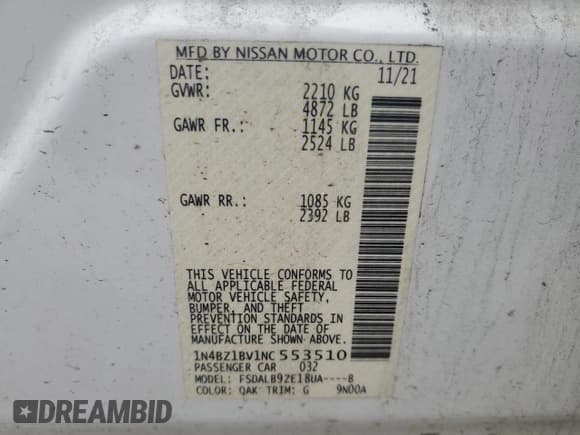 MFD BY NISSAN MOTOR CO., LTD.
DATE: 11/21
GVWR: 2210 KG
4872 LB
GAWR FR.: 1145 KG
2524 LB
GAWR RR.: 1085 KG
2392 LB
THIS VEHICLE CONFORMS TO
ALL APPLICABLE FEDERAL
MOTOR VEHICLE SAFETY,
BUMPER, AND THEFT
PREVENTION STANDARDS IN
EFFECT ON THE DATE OF
MANUFACTURE SHOWN ABOVE.
1N4BZ1BV1NC 553510
PASSENGER CAR 032
MODEL: FSDALB9ZE18UA----B
COLOR: QAK TRIM: G 9N00A
AUTOBIDMASTER